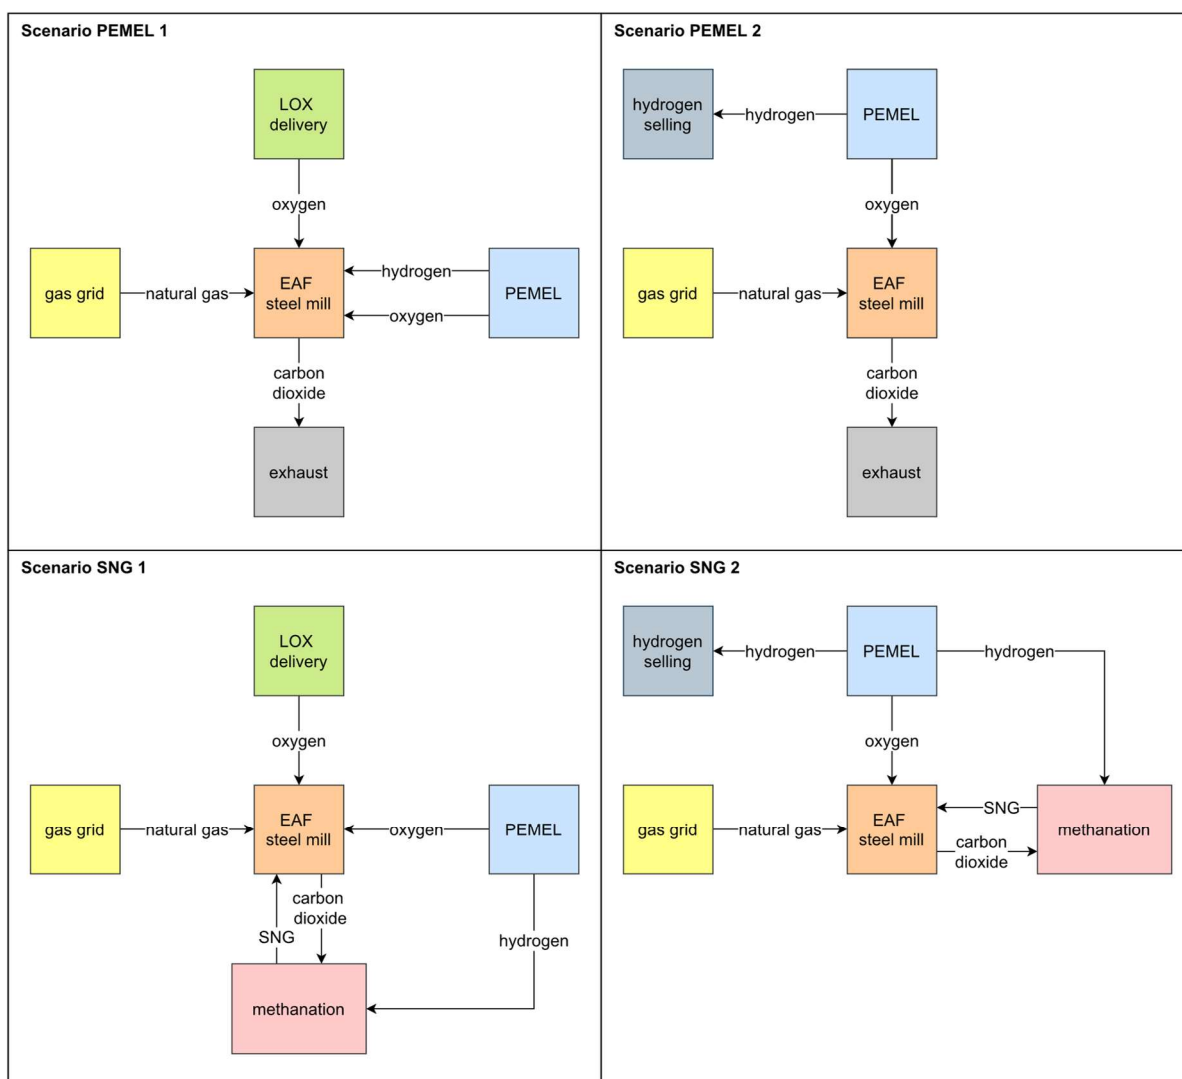 Scenario PEMEL 1
LOX
delivery
oxygen
gas grid
natural gas
EAF
steel mill
hydrogen
oxygen
PEMEL
carbon
dioxide
exhaust
Scenario PEMEL 2
hydrogen
selling
hydrogen
PEMEL
oxygen
gas grid
natural gas
EAF
steel mill
carbon
dioxide
exhaust
Scenario SNG 1
LOX
delivery
oxygen
gas grid
natural gas
EAF
steel mill
oxygen
PEMEL
carbon
dioxide
SNG
hydrogen
methanation
Scenario SNG 2
hydrogen
selling
hydrogen
PEMEL
hydrogen
oxygen
gas grid
natural gas
EAF
steel mill
SNG
carbon
dioxide
methanation